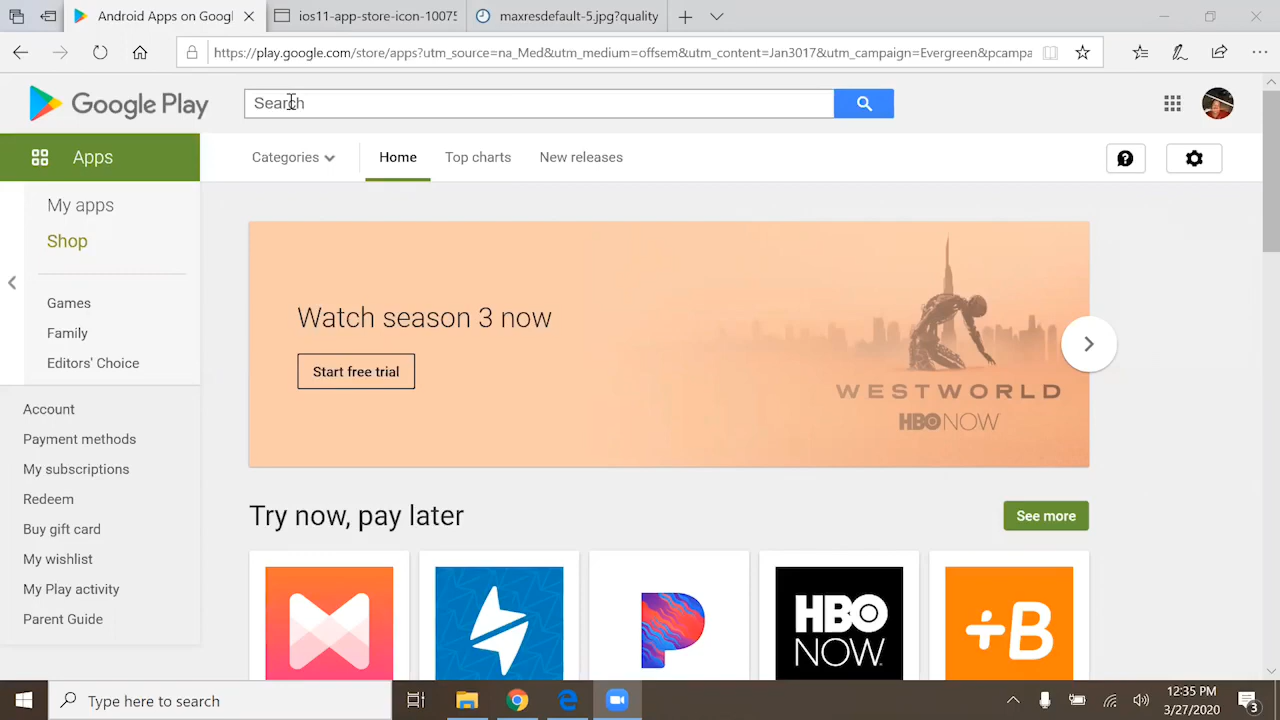 Android Apps on Googl
ios11-app-store-icon-10075
maxresdefault-5.jpg?quality
https://play.google.com/store/apps?utm_source=na_Med&utm_medium=offsem&utm_content=Jan3017&utm_campaign=Evergreen&pcampa
Google Play
Search
Apps
Categories
Home
Top charts
New releases
My apps
Shop
Games
Family
Editors' Choice
Account
Payment methods
My subscriptions
Redeem
Buy gift card
My wishlist
My Play activity
Parent Guide
Watch season 3 now
Start free trial
WESTWORLD
HBO NOW
Try now, pay later
See more
HBO
NOW
+B
Type here to search
12:35 PM
3/27/2020
3